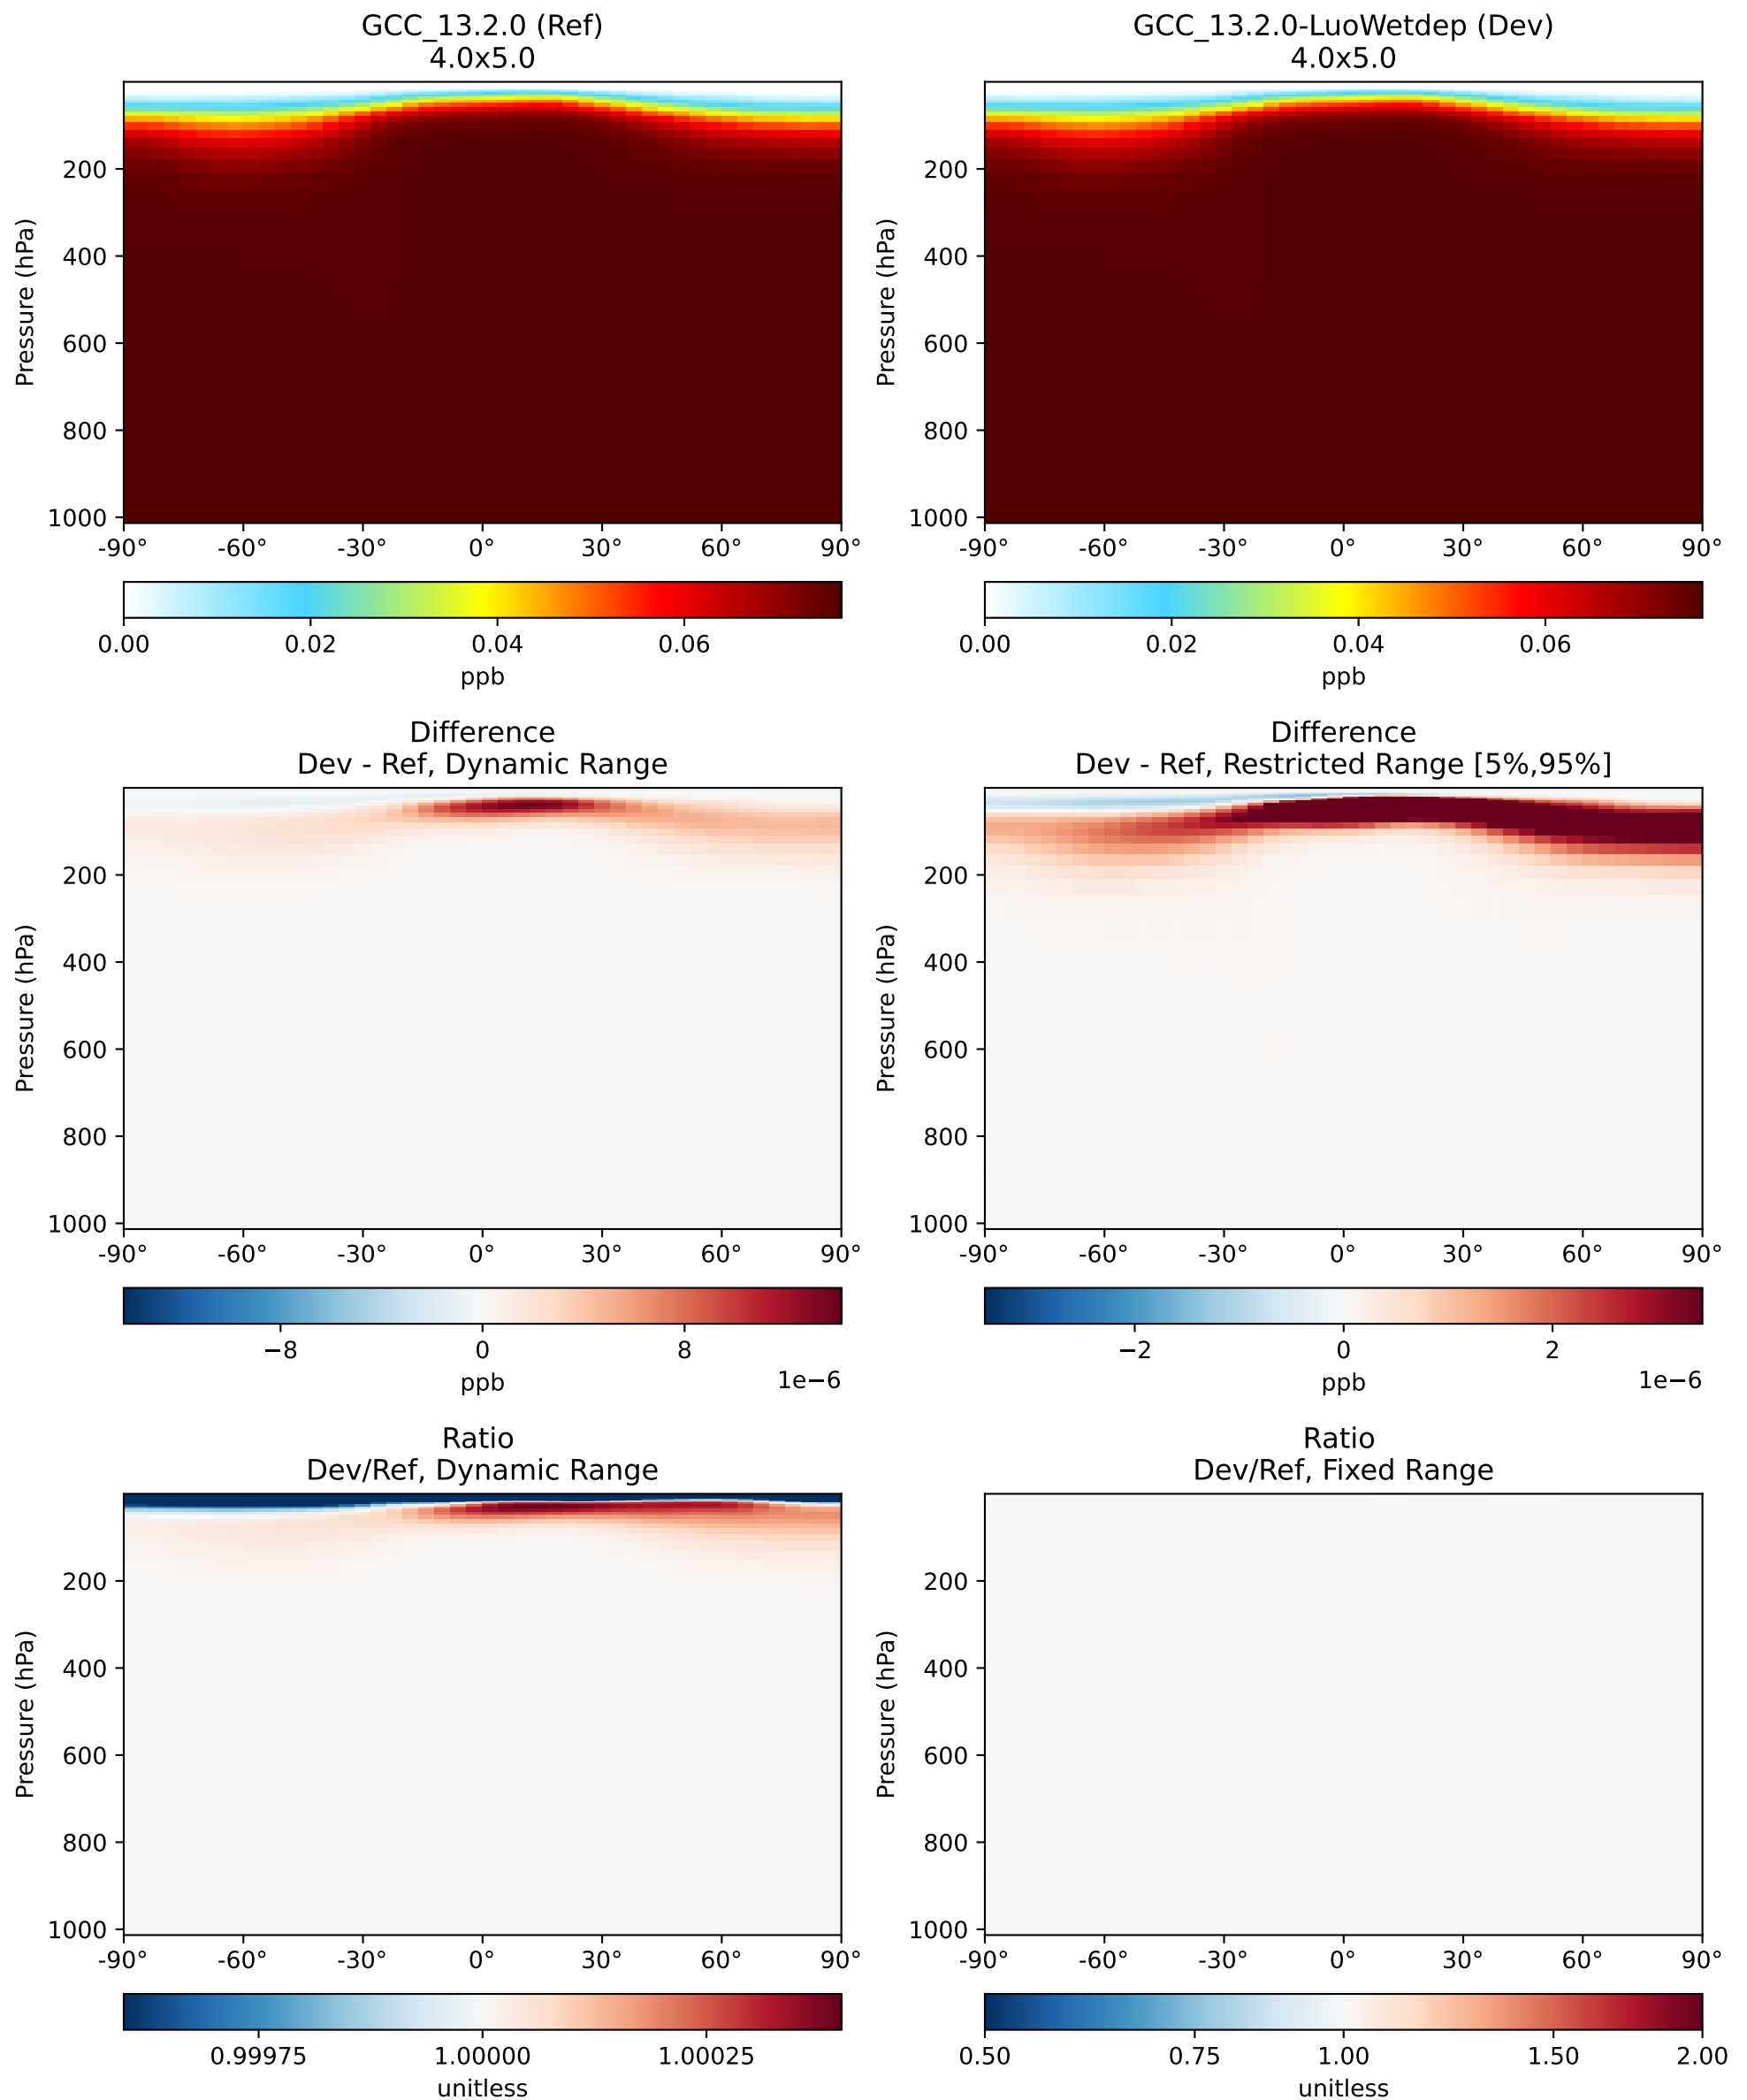 GCC_13.2.0 (Ref)
4.0x5.0
Pressure (hPa)
200
400
600
800
1000
-90° -60° -30° 0° 30° 60° 90°
0.00 0.02 0.04 0.06
ppb
GCC_13.2.0-LuoWetdep (Dev)
4.0x5.0
Pressure (hPa)
200
400
600
800
1000
-90° -60° -30° 0° 30° 60° 90°
0.00 0.02 0.04 0.06
ppb
Difference
Dev - Ref, Dynamic Range
Pressure (hPa)
200
400
600
800
1000
-90° -60° -30° 0° 30° 60° 90°
−8 0 8
ppb 1e−6
Difference
Dev - Ref, Restricted Range [5%,95%]
Pressure (hPa)
200
400
600
800
1000
-90° -60° -30° 0° 30° 60° 90°
−2 0 2
ppb 1e−6
Ratio
Dev/Ref, Dynamic Range
Pressure (hPa)
200
400
600
800
1000
-90° -60° -30° 0° 30° 60° 90°
0.99975 1.00000 1.00025
unitless
Ratio
Dev/Ref, Fixed Range
Pressure (hPa)
200
400
600
800
1000
-90° -60° -30° 0° 30° 60° 90°
0.50 0.75 1.00 1.50 2.00
unitless